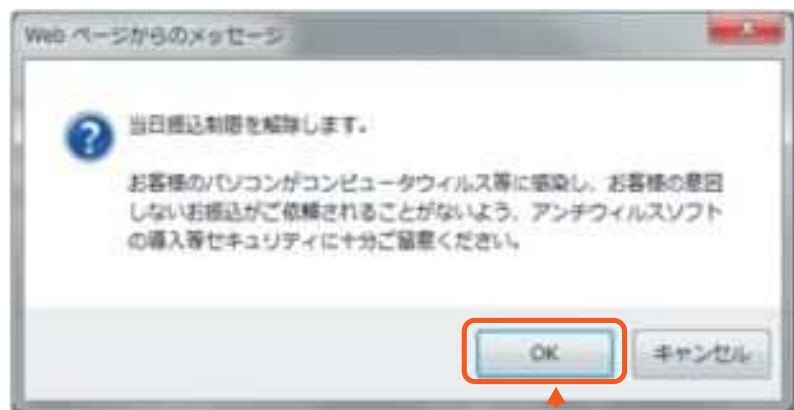 Web ページからのメッセージ
当日振込制限を解除します。
お客様のパソコンがコンピュータウィルス等に感染し、お客様の意図
しないお振込がご依頼されることがないよう、アンチウィルスソフト
の導入等セキュリティに十分ご留意ください。
OK
キャンセル